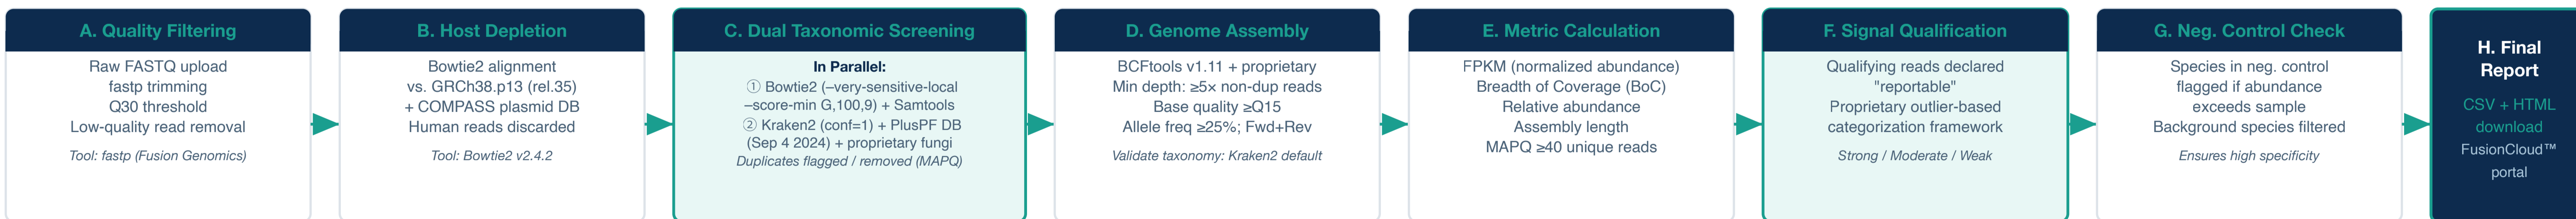 A. Quality Filtering
Raw FASTQ upload
fastp trimming
Q30 threshold
Low-quality read removal
Tool: fastp (Fusion Genomics)
B. Host Depletion
Bowtie2 alignment
vs. GRCh38.p13 (rel.35)
+ COMPASS plasmid DB
Human reads discarded
Tool: Bowtie2 v2.4.2
C. Dual Taxonomic Screening
In Parallel:
① Bowtie2 (–very-sensitive-local
–score-min G,100,9) + Samtools
② Kraken2 (conf=1) + PlusPF DB
(Sep 4 2024) + proprietary fungi
Duplicates flagged / removed (MAPQ)
D. Genome Assembly
BCFtools v1.11 + proprietary
Min depth: ≥5× non-dup reads
Base quality ≥Q15
Allele freq ≥25%; Fwd+Rev
Validate taxonomy: Kraken2 default
E. Metric Calculation
FPKM (normalized abundance)
Breadth of Coverage (BoC)
Relative abundance
Assembly length
MAPQ ≥40 unique reads
F. Signal Qualification
Qualifying reads declared
"reportable"
Proprietary outlier-based
categorization framework
Strong / Moderate / Weak
G. Neg. Control Check
Species in neg. control
flagged if abundance
exceeds sample
Background species filtered
Ensures high specificity
H. Final
Report
CSV + HTML
download
FusionCloud™
portal